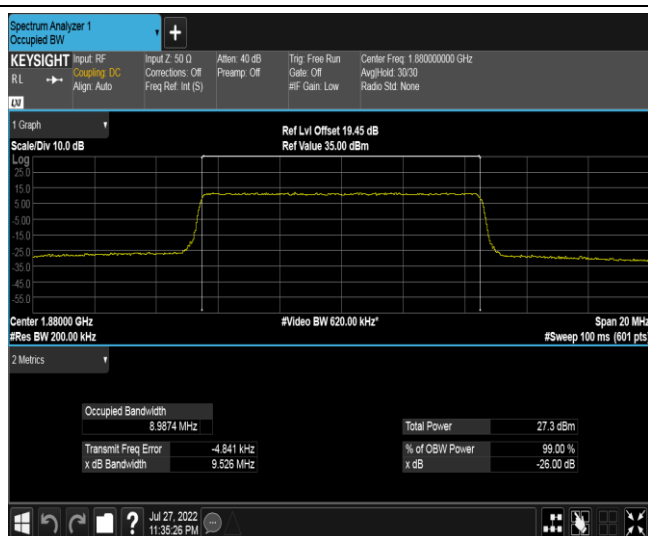 Spectrum Analyzer 1
Occupied BW
+
KEYSIGHT
RL
LXI
Input: RF
Coupling: DC
Align: Auto
Input Z: 50 Ω
Corrections: Off
Freq Ref: Int (S)
Atten: 40 dB
Preamp: Off
Trig: Free Run
Gate: Off
#IF Gain: Low
Center Freq: 1.880000000 GHz
Avg|Hold: 30/30
Radio Std: None
1 Graph
Scale/Div 10.0 dB
Ref Lvl Offset 19.45 dB
Ref Value 35.00 dBm
Log
25.0
15.0
5.00
-5.00
-15.0
-25.0
-35.0
-45.0
-55.0
Center 1.88000 GHz
#Res BW 200.00 kHz
#Video BW 620.00 kHz*
Span 20 MHz
#Sweep 100 ms (601 pts)
2 Metrics
Occupied Bandwidth
8.9874 MHz
Transmit Freq Error -4.841 kHz
x dB Bandwidth 9.526 MHz
Total Power 27.3 dBm
% of OBW Power 99.00 %
x dB -26.00 dB
?
Jul 27, 2022
11:35:26 PM